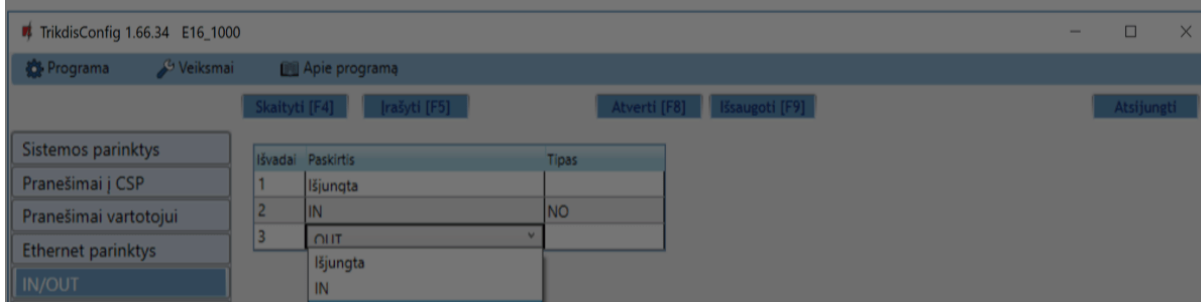 TrikdisConfig 1.66.34 E16_1000
Programa Veiksmai Apie programą
Skaityti [F4] Įrašyti [F5] Atverti [F8] Išsaugoti [F9] Atsijungti
Sistemos parinktys
Pranešimai į CSP
Pranešimai vartotojui
Ethernet parinktys
IN/OUT
Išvadai Paskirtis Tipas
1 Išjungta
2 IN NO
3 OUT
Išjungta
IN